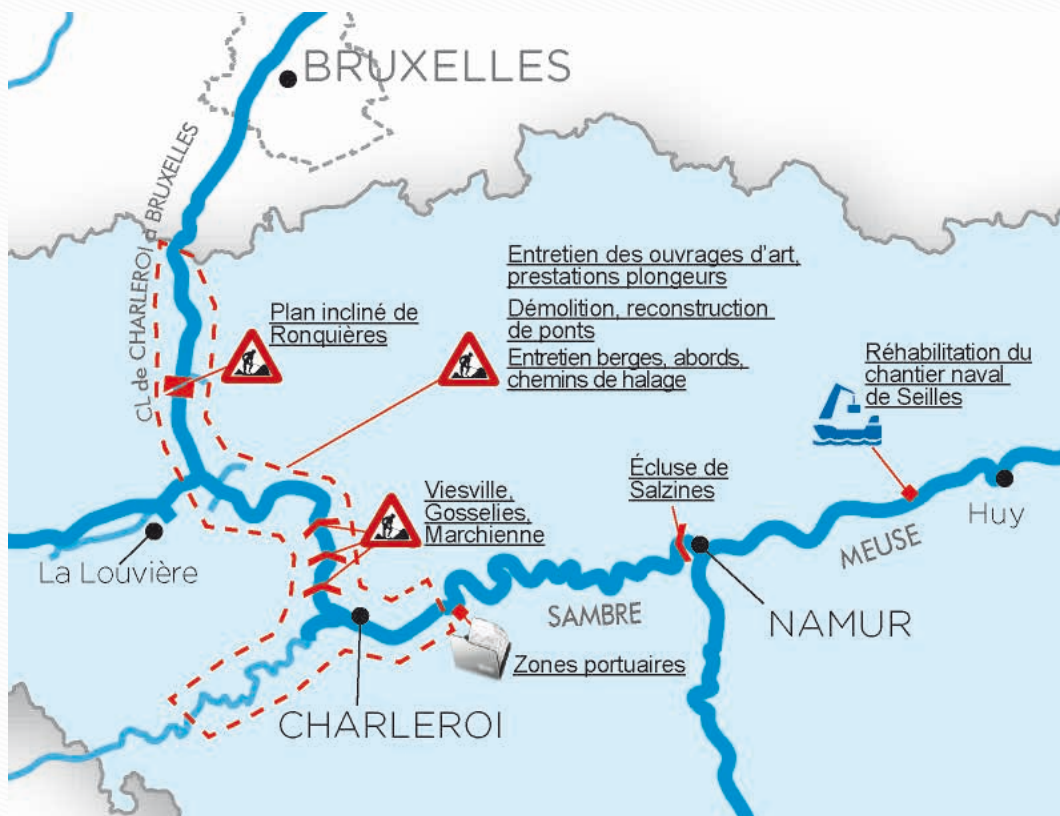 BRUXELLES
CL de CHARLEROI à BRUXELLES
Entretien des ouvrages d'art,
prestations plongeurs
Démolition, reconstruction
de ponts
Entretien berges, abords,
chemins de halage
Plan incliné de
Ronquières
Réhabilitation du
chantier naval
de Seilles
Écluse de
Salzines
Viesville,
Gosselies,
Marchienne
Huy
MEUSE
La Louvière
SAMBRE
NAMUR
Zones portuaires
CHARLEROI